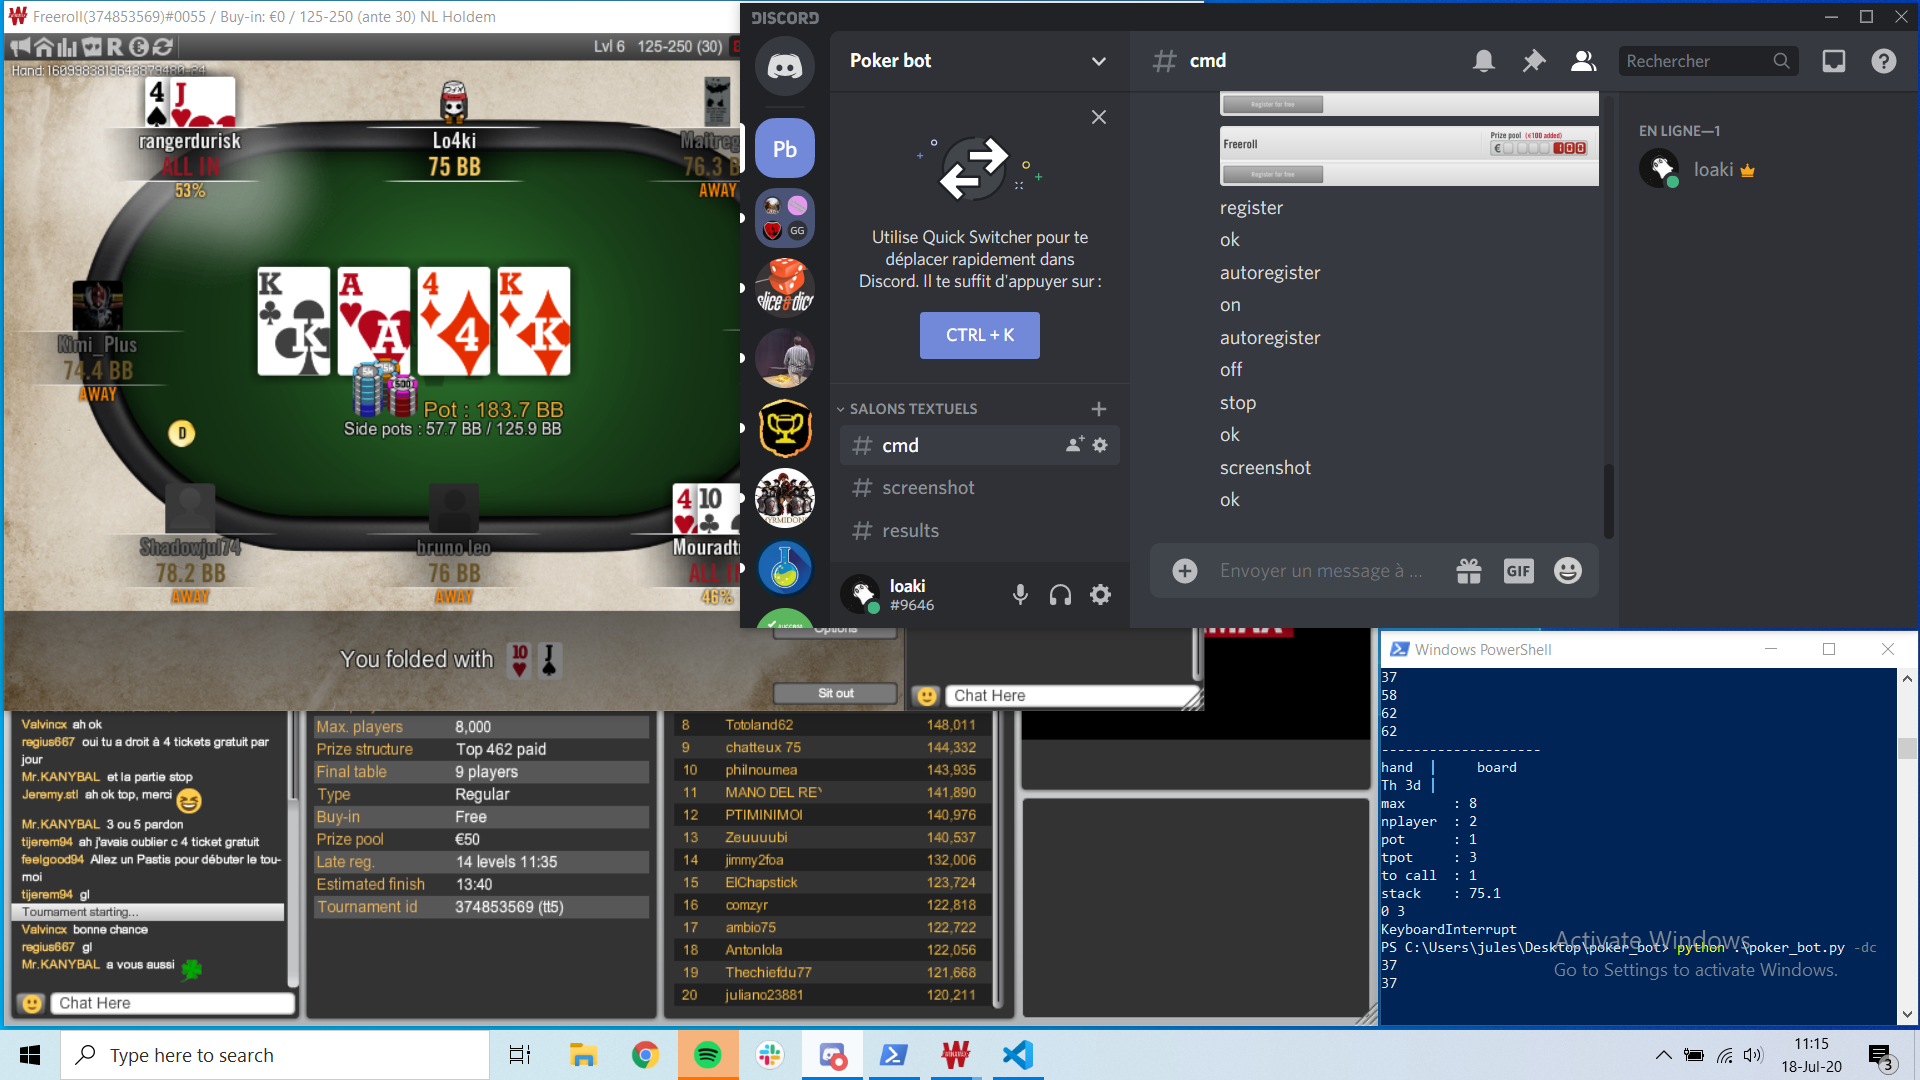 Freeroll(374853569)#0055 / Buy-in: €0 / 125-250 (ante 30) NL Holdem
Lvl 6 125-250 (30)
4 J
rangerdurisk
ALL IN
53%
Lo4ki
75 BB
Maitreg
76.3 B
AWAY
Kimi_Plus
74.4 BB
AWAY
K A 4 K
K A 4 K
Pot : 183.7 BB
Side pots : 57.7 BB / 125.9 BB
D
Shadowjul74
78.2 BB
AWAY
bruno leo
76 BB
AWAY
4 10
Mouradt
ALL I
46%
You folded with 10 J
Options
Sit out
Chat Here
DISCORD
Pb
GG
Poker bot
Utilise Quick Switcher pour te
déplacer rapidement dans
Discord. Il te suffit d'appuyer sur :
CTRL + K
SALONS TEXTUELS
# cmd
# screenshot
# results
loaki
#9646
# cmd
Rechercher
Register for free
Freeroll
Prize pool (€100 added)
€ 100
Register for free
register
ok
autoregister
on
autoregister
off
stop
ok
screenshot
ok
Envoyer un message à ...
GIF
EN LIGNE—1
loaki
Valvincx ah ok
regius667 oui tu a droit à 4 tickets gratuit par
jour
Mr.KANYBAL et la partie stop
Jeremy.stl ah ok top, merci
Mr.KANYBAL 3 ou 5 pardon
tijerem94 ah j'avais oublier c 4 ticket gratuit
feelgood94 Allez un Pastis pour débuter le tou-
moi
tijerem94 gl
Tournament starting...
Valvincx bonne chance
regius667 gl
Mr.KANYBAL a vous aussi
Chat Here
Max. players 8,000
Prize structure Top 462 paid
Final table 9 players
Type Regular
Buy-in Free
Prize pool €50
Late reg. 14 levels 11:35
Estimated finish 13:40
Tournament id 374853569 (tt5)
8 Totoland62 148,011
9 chatteux 75 144,332
10 philnoumea 143,935
11 MANO DEL RE 141,890
12 PTIMINIMOI 140,976
13 Zeuuuubi 140,537
14 jimmy2foa 132,006
15 ElChapstick 123,724
16 comzyr 122,818
17 ambio75 122,722
18 Antonlola 122,056
19 Thechiefdu77 121,668
20 juliano23881 120,211
Windows PowerShell
37
58
62
62
--------------------
hand | board
Th 3d |
max : 8
nplayer : 2
pot : 1
tpot : 3
to call : 1
stack : 75.1
0 3
KeyboardInterrupt
PS C:\Users\jules\Desktop\poker_bot> python .\poker_bot.py -dc
37
37
Activate Windows
Go to Settings to activate Windows.
Type here to search
11:15
18-Jul-20
3